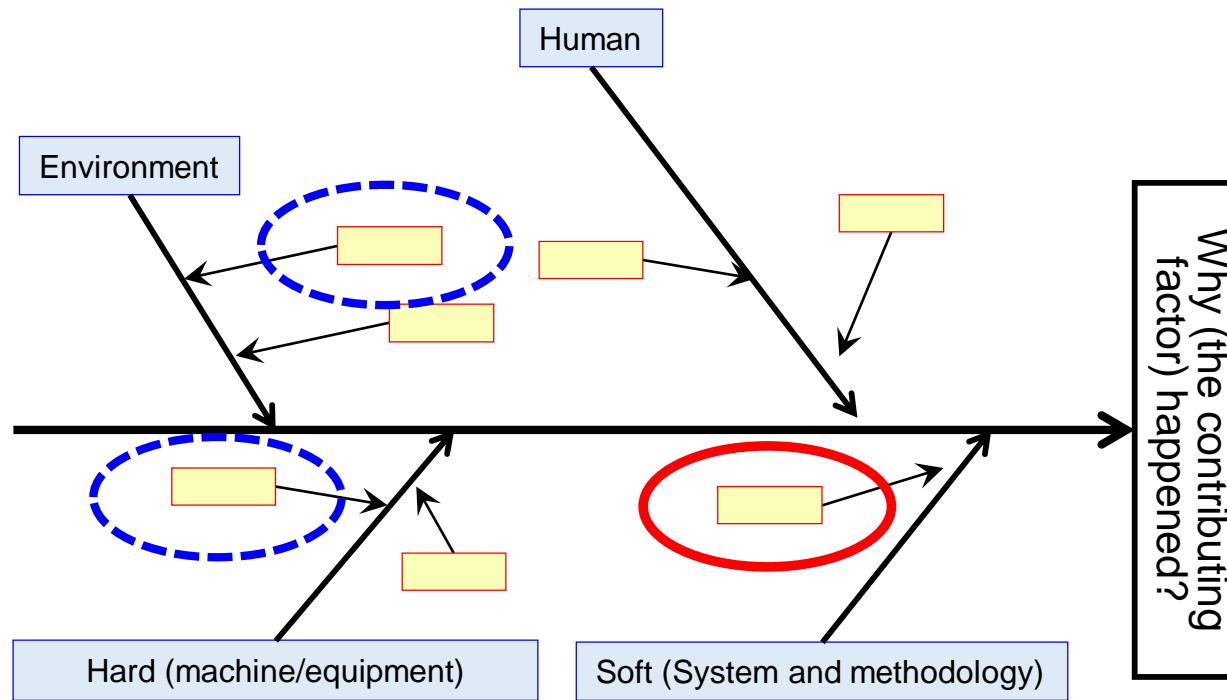 Human
Environment
Why (the contributing
factor) happened?
Hard (machine/equipment)
Soft (System and methodology)